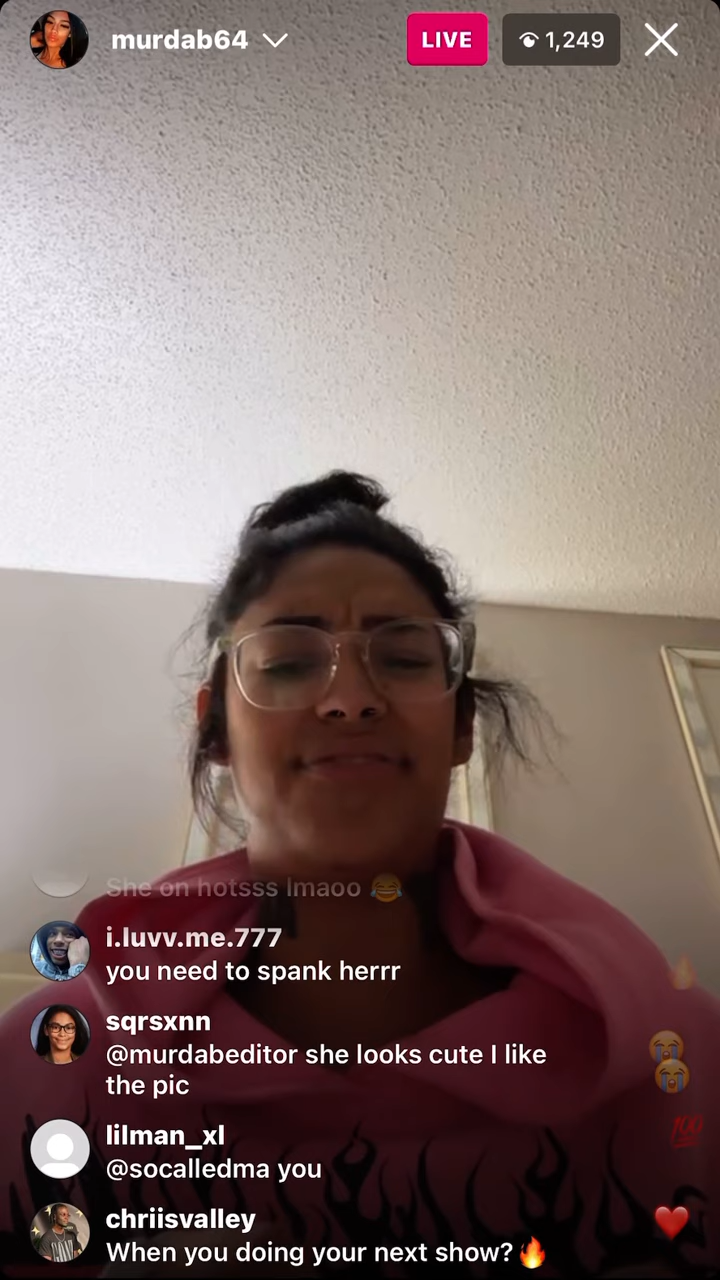 murdab64
LIVE
1,249
She on hotsss lmaoo 😂
i.luvv.me.777
you need to spank herrr
sqrsxnn
@murdabeditor she looks cute I like
the pic
lilman_xl
@socalledma you
chriisvalley
When you doing your next show?🔥
💯